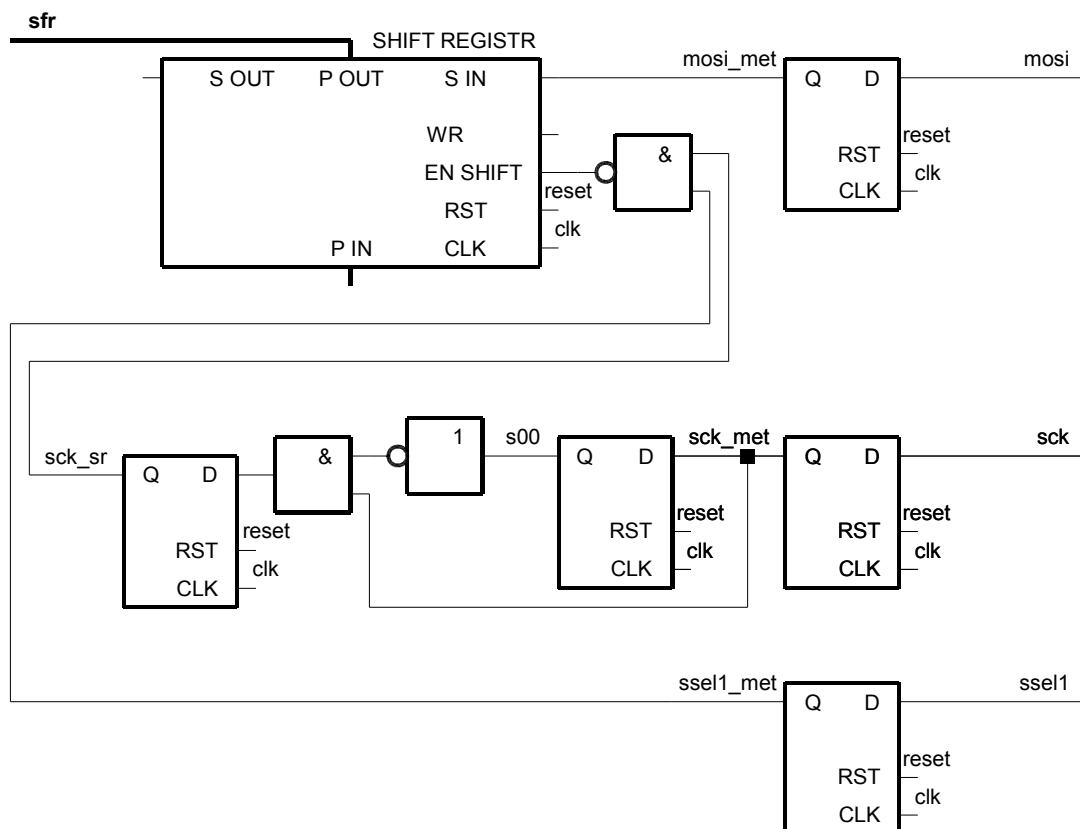 sfr
SHIFT REGISTR
S OUT P OUT S IN mosi_met Q D mosi
WR & reset
EN SHIFT RST
reset clk
RST CLK
clk
P IN CLK
& 1 s00 sck_met sck
sck_sr Q D Q D Q D
reset reset reset
RST RST RST
clk clk clk
CLK CLK CLK
ssel1_met Q D ssel1
reset
RST
clk
CLK